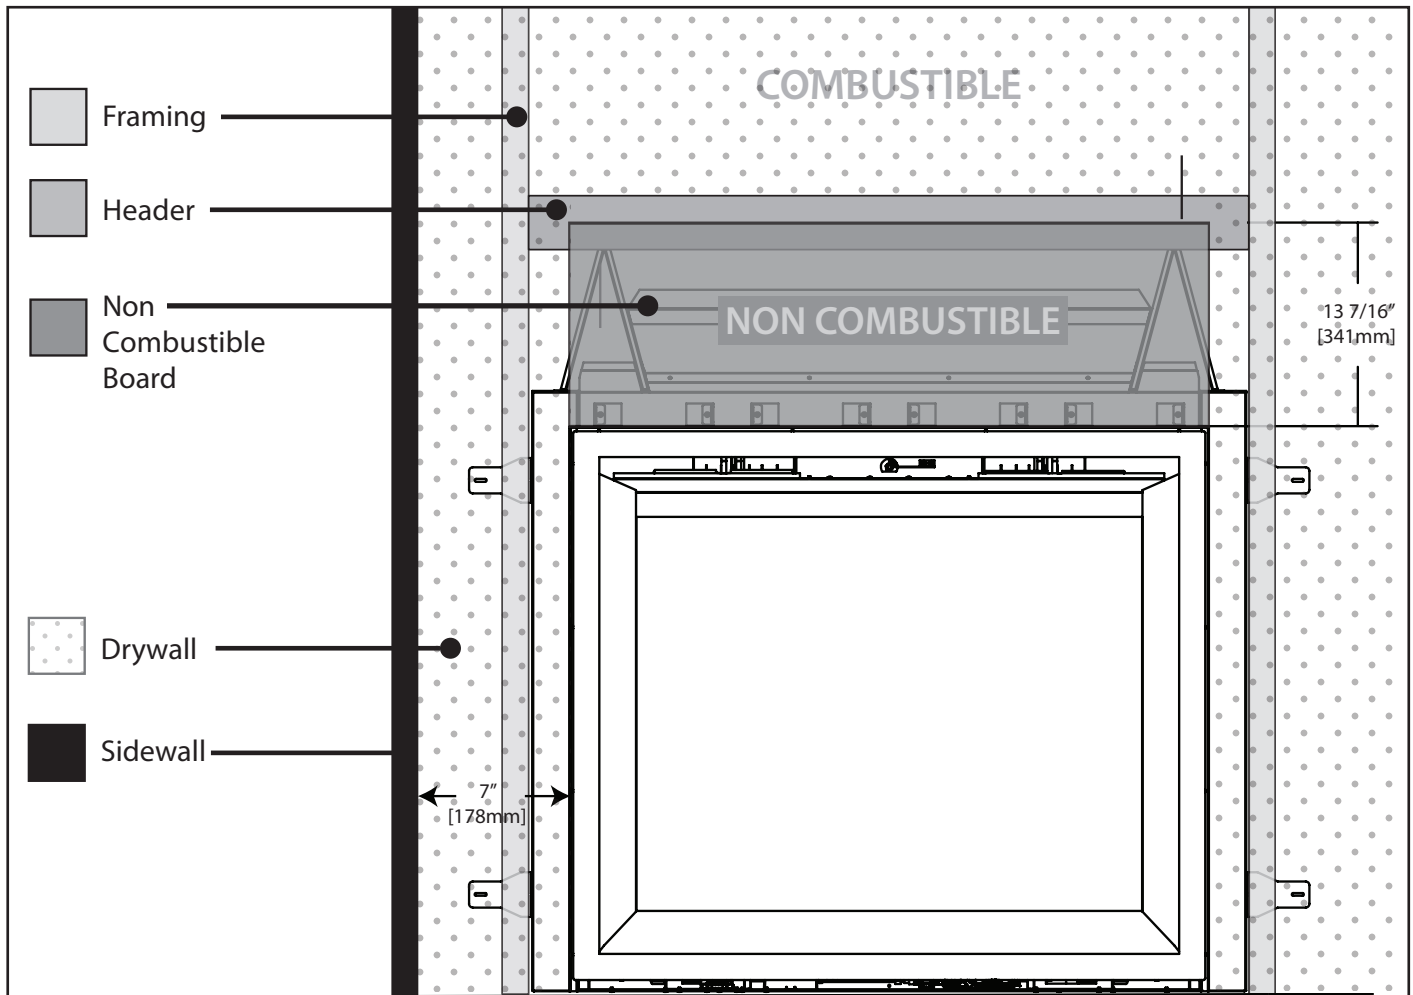 COMBUSTIBLE
Framing
Header
Non
Combustible
Board
NON COMBUSTIBLE
13 7/16”
[341mm]
Drywall
Sidewall
7”
[178mm]